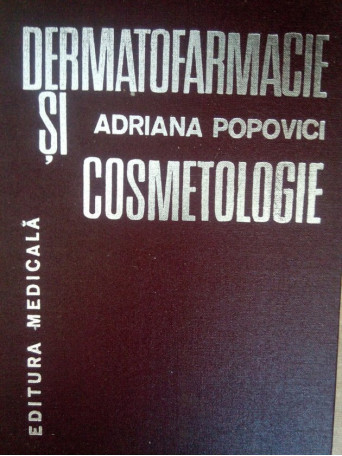 DERMATOFARMACIE
ȘI ADRIANA POPOVICI
COSMETOLOGIE
EDITURA MEDICALĂ